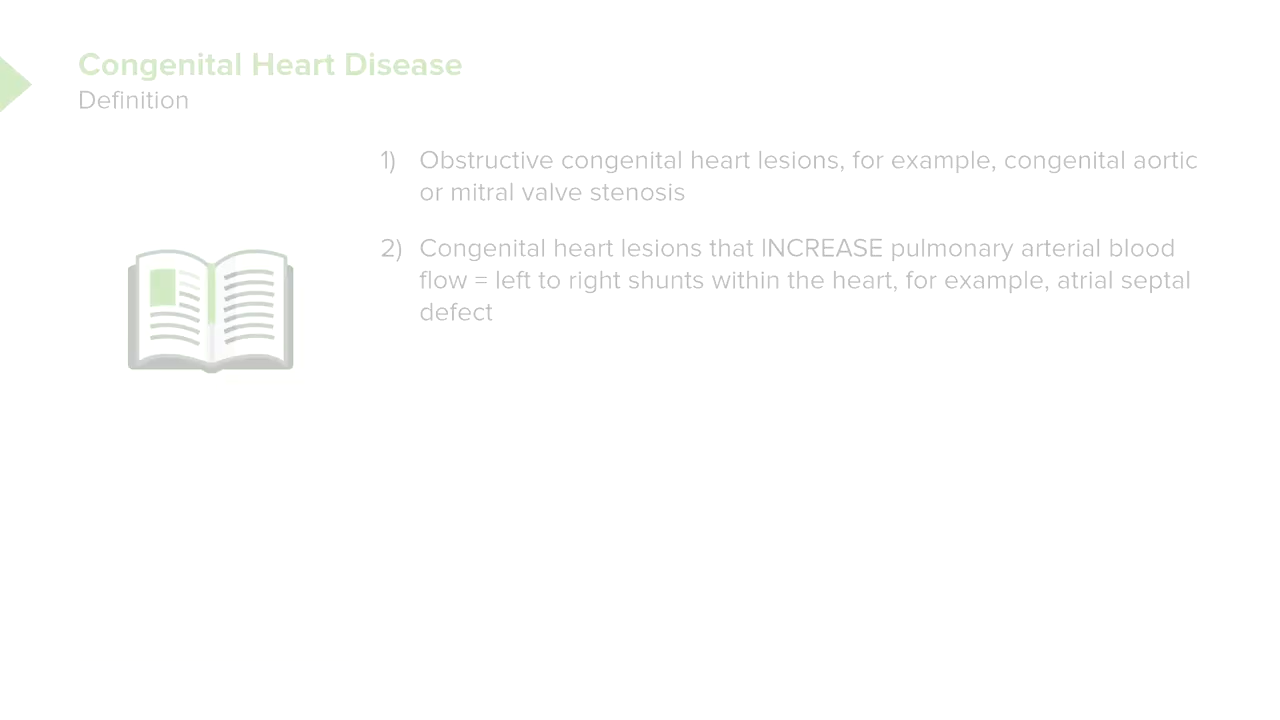 Congenital Heart Disease
Definition
1) Obstructive congenital heart lesions, for example, congenital aortic
or mitral valve stenosis
2) Congenital heart lesions that INCREASE pulmonary arterial blood
flow = left to right shunts within the heart, for example, atrial septal
defect